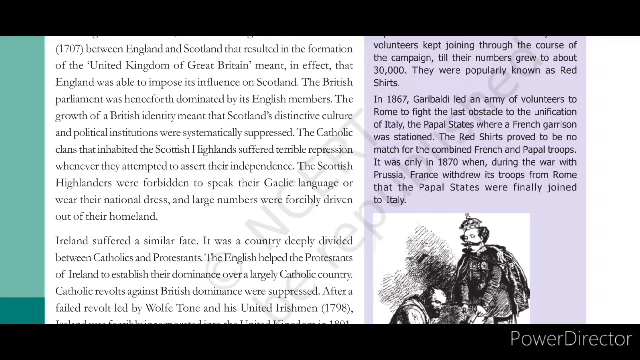 (1707) between England and Scotland that resulted in the formation
of the 'United Kingdom of Great Britain' meant, in effect, that
England was able to impose its influence on Scotland. The British
parliament was henceforth dominated by its English members. The
growth of a British identity meant that Scotland's distinctive culture
and political institutions were systematically suppressed. The Catholic
clans that inhabited the Scottish Highlands suffered terrible repression
whenever they attempted to assert their independence. The Scottish
Highlanders were forbidden to speak their Gaelic language or
wear their national dress, and large numbers were forcibly driven
out of their homeland.
Ireland suffered a similar fate. It was a country deeply divided
between Catholics and Protestants. The English helped the Protestants
of Ireland to establish their dominance over a largely Catholic country.
Catholic revolts against British dominance were suppressed. After a
failed revolt led by Wolfe Tone and his United Irishmen (1798),
Ireland was forcibly incorporated into the United Kingdom in 1801.
volunteers kept joining through the course of
the campaign, till their numbers grew to about
30,000. They were popularly known as Red
Shirts.
In 1867, Garibaldi led an army of volunteers to
Rome to fight the last obstacle to the unification
of Italy, the Papal States where a French garrison
was stationed. The Red Shirts proved to be no
match for the combined French and Papal troops.
It was only in 1870 when, during the war with
Prussia, France withdrew its troops from Rome
that the Papal States were finally joined
to Italy.
© NCERT
PowerDirector